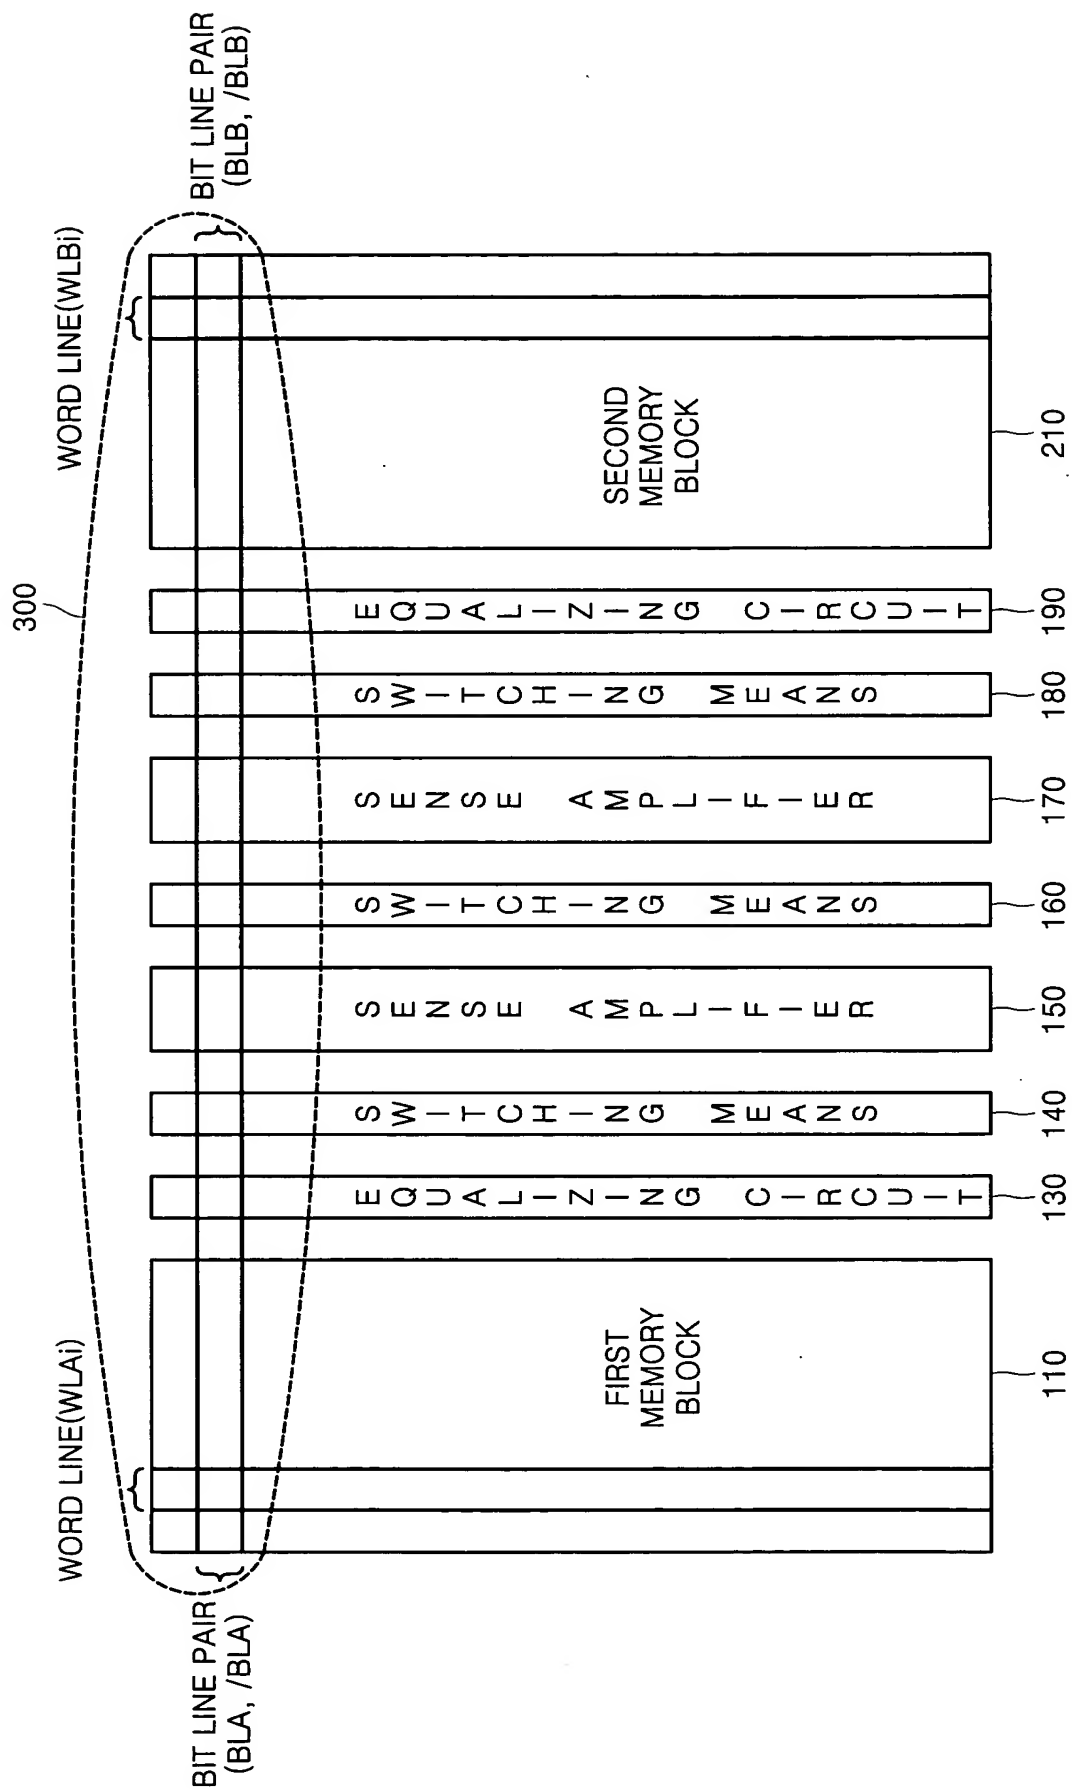 300
WORD LINE(WLAi)
WORD LINE(WLBi)
BIT LINE PAIR
(BLA, /BLA)
BIT LINE PAIR
(BLB, /BLB)
FIRST
MEMORY
BLOCK
EQUALIZING CIRCUIT
SWITCHING MEANS
SENSE AMPLIFIER
SWITCHING MEANS
SENSE AMPLIFIER
SWITCHING MEANS
EQUALIZING CIRCUIT
SECOND
MEMORY
BLOCK
110
130
140
150
160
170
180
190
210